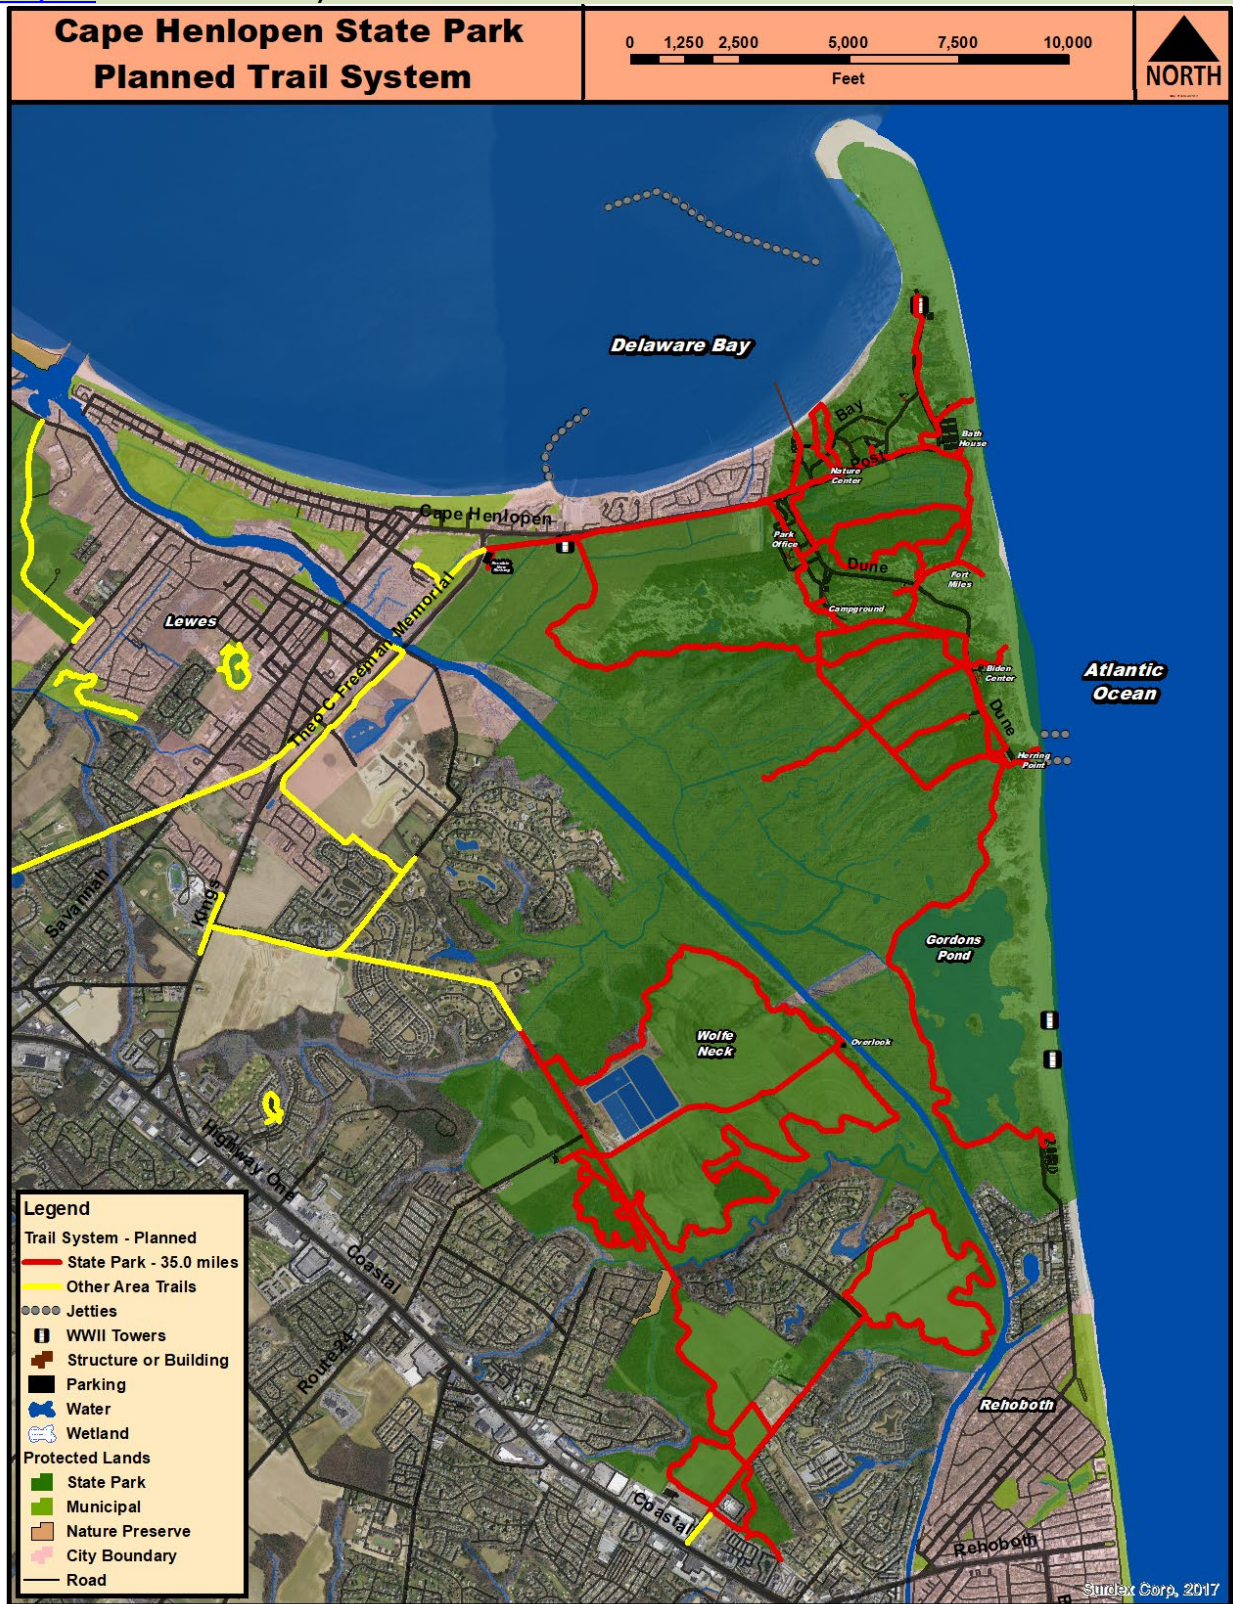 Cape Henlopen State Park
Planned Trail System
0 1,250 2,500 5,000 7,500 10,000
Feet
NORTH
Delaware Bay
Bay
Bath
House
Post
Nature
Center
Cape Henlopen
Park
Office
Dune
Fort
Miles
Campground
Lewes
Theo C Freeman Memorial
Biden
Center
Atlantic
Ocean
Dune
Herring
Point
Savannah
Kings
Gordons
Pond
Wolfe
Neck
Overlook
Highway One
Coastal
Route 24
Rehoboth
Coastal
Rehoboth
Legend
Trail System - Planned
State Park - 35.0 miles
Other Area Trails
Jetties
WWII Towers
Structure or Building
Parking
Water
Wetland
Protected Lands
State Park
Municipal
Nature Preserve
City Boundary
Road
Surdex Corp, 2017